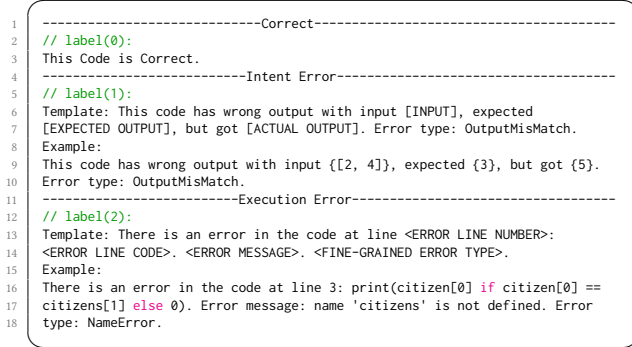 1 -----------------------------Correct---------------------------------------
2 // label(0):
3 This Code is Correct.
4 ---------------------------Intent Error------------------------------------
5 // label(1):
6 Template: This code has wrong output with input [INPUT], expected
7 [EXPECTED OUTPUT], but got [ACTUAL OUTPUT]. Error type: OutputMisMatch.
8 Example:
9 This code has wrong output with input {[2, 4]}, expected {3}, but got {5}.
10 Error type: OutputMisMatch.
11 --------------------------Execution Error----------------------------------
12 // label(2):
13 Template: There is an error in the code at line <ERROR LINE NUMBER>:
14 <ERROR LINE CODE>. <ERROR MESSAGE>. <FINE-GRAINED ERROR TYPE>.
15 Example:
16 There is an error in the code at line 3: print(citizen[0] if citizen[0] ==
17 citizens[1] else 0). Error message: name 'citizens' is not defined. Error
18 type: NameError.